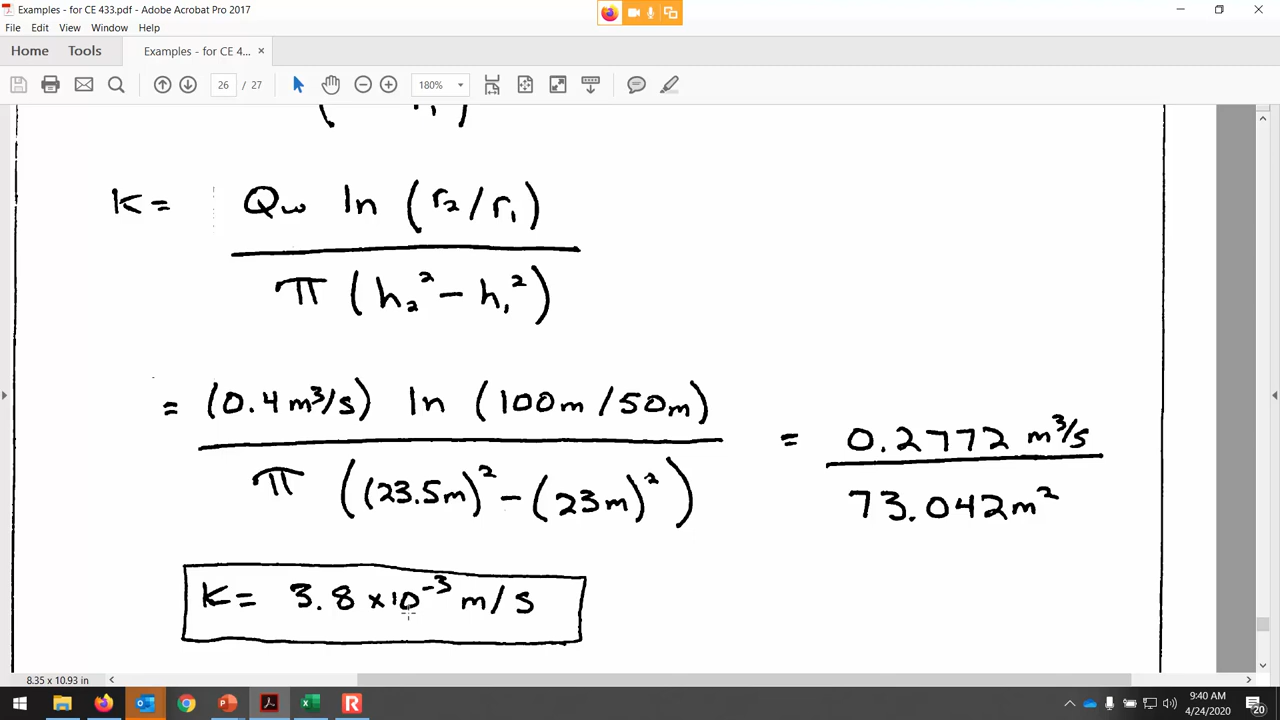 Examples - for CE 433.pdf - Adobe Acrobat Pro 2017
File Edit View Window Help
Home Tools Examples - for CE 4... ×
26 / 27 180%
r₁
K = Qw ln (r₂/r₁)
π (h₂² - h₁²)
= (0.4 m³/s) ln (100m/50m)
π ((23.5m)² - (23m)²)
= 0.2772 m³/s
73.042 m²
K = 3.8 ×10⁻³ m/s
8.35 x 10.93 in
9:40 AM
4/24/2020
20